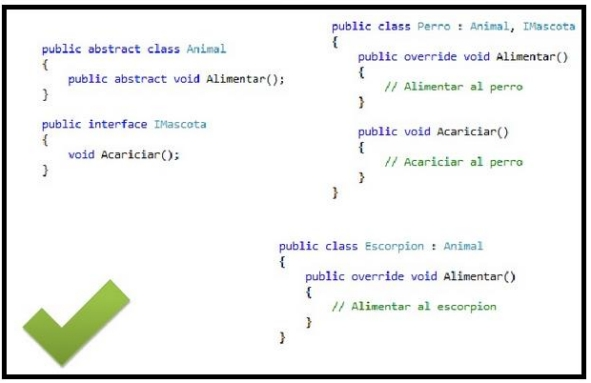 public abstract class Animal
{
    public abstract void Alimentar();
}
public interface IMascota
{
    void Acariciar();
}
public class Perro : Animal, IMascota
{
    public override void Alimentar()
    {
        // Alimentar al perro
    }
    public void Acariciar()
    {
        // Acariciar al perro
    }
}
public class Escorpion : Animal
{
    public override void Alimentar()
    {
        // Alimentar al escorpion
    }
}